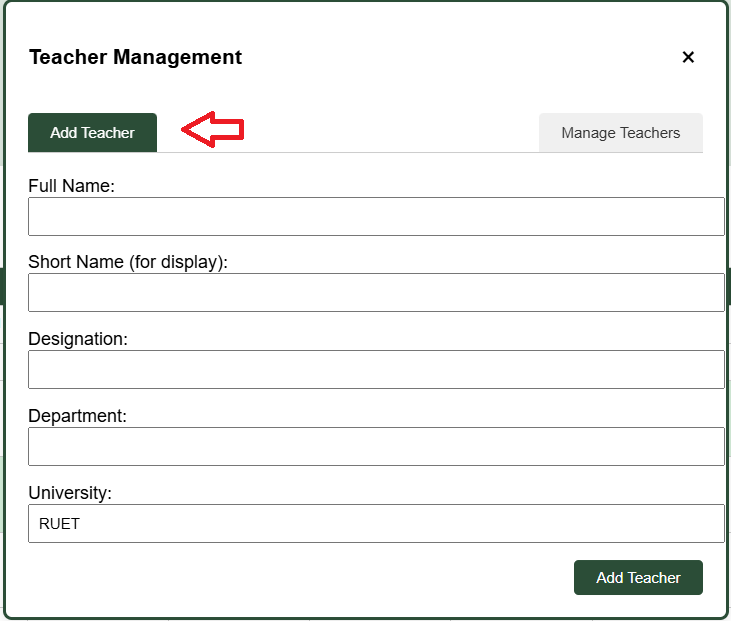 Teacher Management
×
Add Teacher
Manage Teachers
Full Name:
Short Name (for display):
Designation:
Department:
University:
RUET
Add Teacher